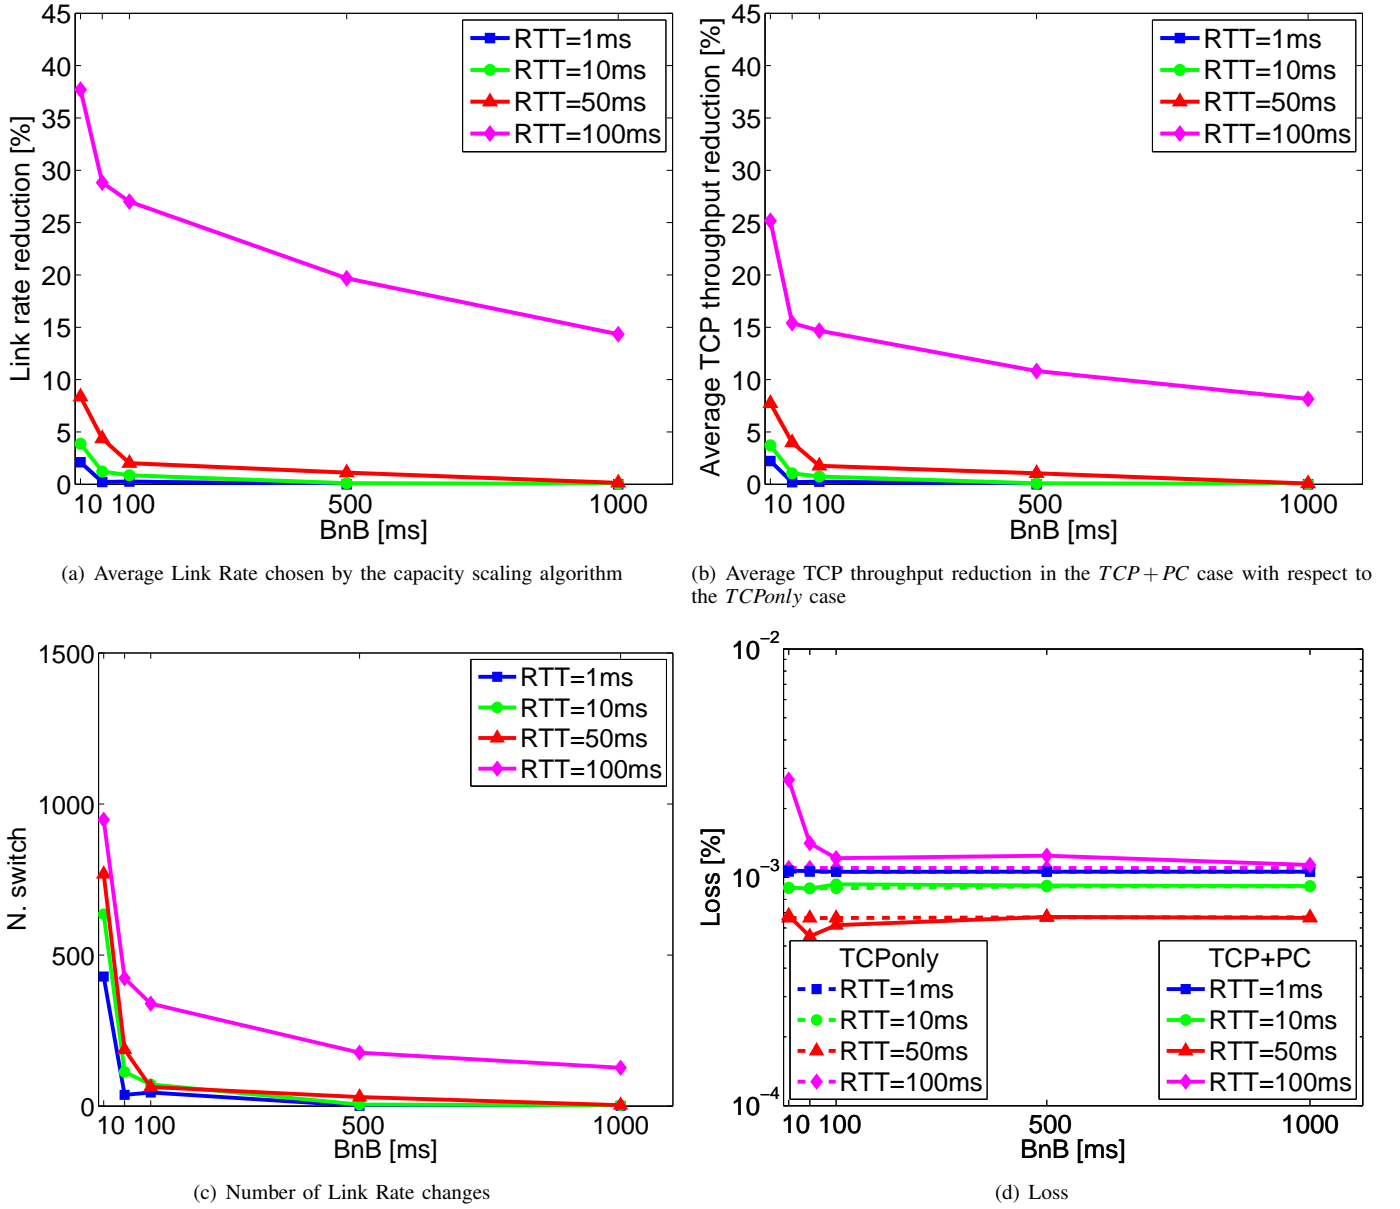 45
40
35
30
25
20
15
10
5
0
Link rate reduction [%]
10 100 500 1000
BnB [ms]
RTT=1ms
RTT=10ms
RTT=50ms
RTT=100ms
(a) Average Link Rate chosen by the capacity scaling algorithm
45
40
35
30
25
20
15
10
5
0
Average TCP throughput reduction [%]
10 100 500 1000
BnB [ms]
RTT=1ms
RTT=10ms
RTT=50ms
RTT=100ms
(b) Average TCP throughput reduction in the TCP+PC case with respect to
the TCPonly case
1500
1000
500
0
N. switch
10 100 500 1000
BnB [ms]
RTT=1ms
RTT=10ms
RTT=50ms
RTT=100ms
(c) Number of Link Rate changes
10⁻²
10⁻³
10⁻⁴
Loss [%]
10 100 500 1000
BnB [ms]
TCPonly
RTT=1ms
RTT=10ms
RTT=50ms
RTT=100ms
TCP+PC
RTT=1ms
RTT=10ms
RTT=50ms
RTT=100ms
(d) Loss